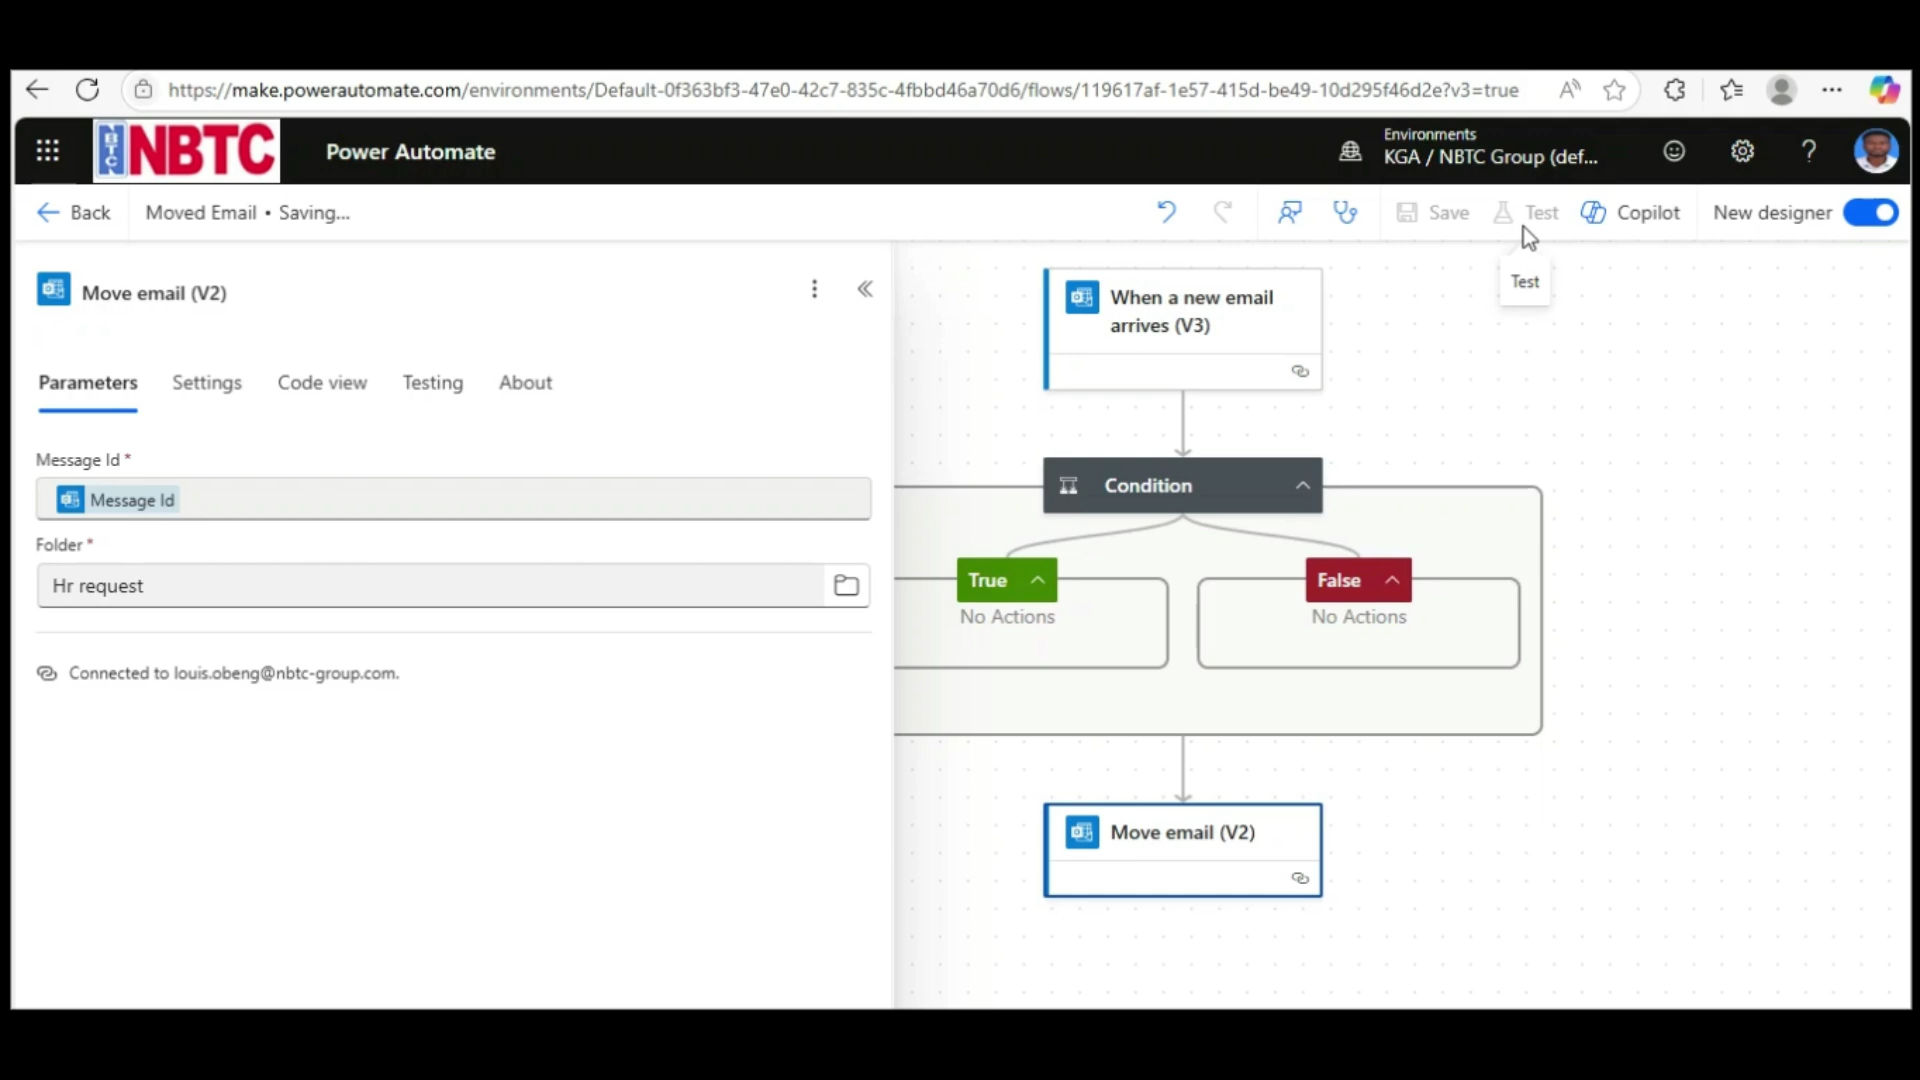 https://make.powerautomate.com/environments/Default-0f363bf3-47e0-42c7-835c-4fbbd46a70d6/flows/119617af-1e57-415d-be49-10d295f46d2e?v3=true
NBTC NBTC
Power Automate
Environments
KGA / NBTC Group (def...
Back
Moved Email • Saving...
Save
Test
Copilot
New designer
Test
Move email (V2)
Parameters
Settings
Code view
Testing
About
Message Id *
Message Id
Folder *
Hr request
Connected to louis.obeng@nbtc-group.com.
When a new email
arrives (V3)
Condition
True
No Actions
False
No Actions
Move email (V2)